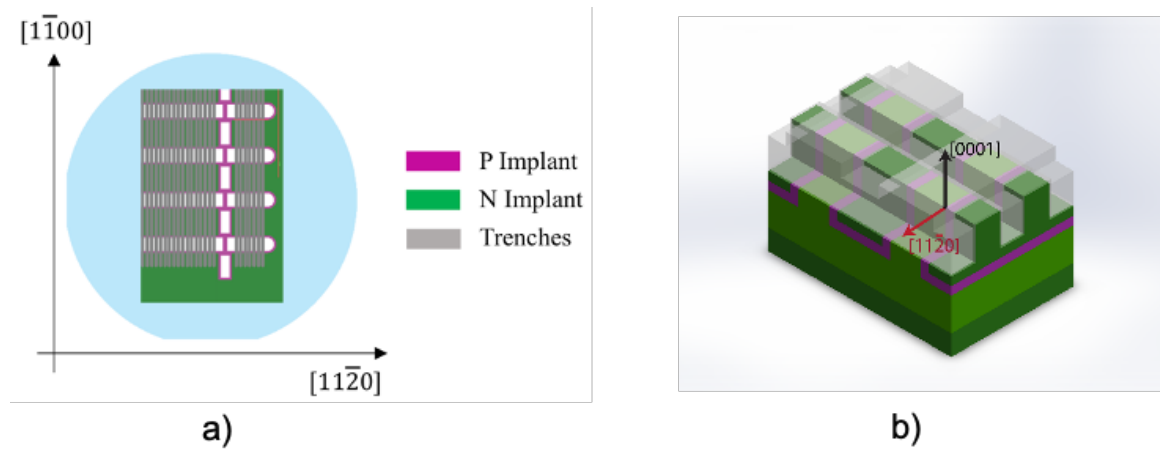 [11̅00]
P Implant
N Implant
Trenches
[112̅0]
a)
[0001]
[112̅0]
b)